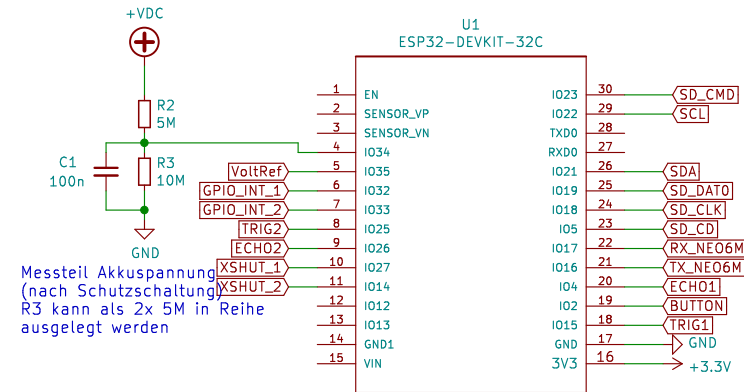 +VDC
R2
5M
C1
100n
R3
10M
GND
Messteil Akkuspannung
(nach Schutzschaltung)
R3 kann als 2x 5M in Reihe
ausgelegt werden
U1
ESP32-DEVKIT-32C
1 EN
2 SENSOR_VP
3 SENSOR_VN
4 IO34
VoltRef 5 IO35
GPIO_INT_1 6 IO32
GPIO_INT_2 7 IO33
TRIG2 8 IO25
ECHO2 9 IO26
XSHUT_1 10 IO27
XSHUT_2 11 IO14
12 IO12
13 IO13
14 GND1
15 VIN
IO23 30 SD_CMD
IO22 29 SCL
TXD0 28
RXD0 27
IO21 26 SDA
IO19 25 SD_DAT0
IO18 24 SD_CLK
IO5 23 SD_CD
IO17 22 RX_NEO6M
IO16 21 TX_NEO6M
IO4 20 ECHO1
IO2 19 BUTTON
IO15 18 TRIG1
GND 17 GND
3V3 16 +3.3V